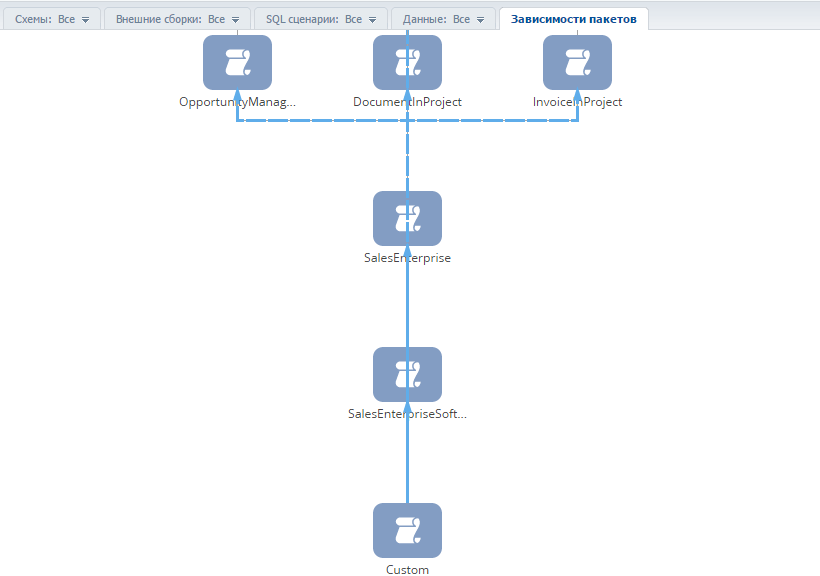 Схемы: Все Внешние сборки: Все SQL сценарии: Все Данные: Все Зависимости пакетов
OpportunityManag... DocumentInProject InvoiceInProject
SalesEnterprise
SalesEnterpriseSoft...
Custom